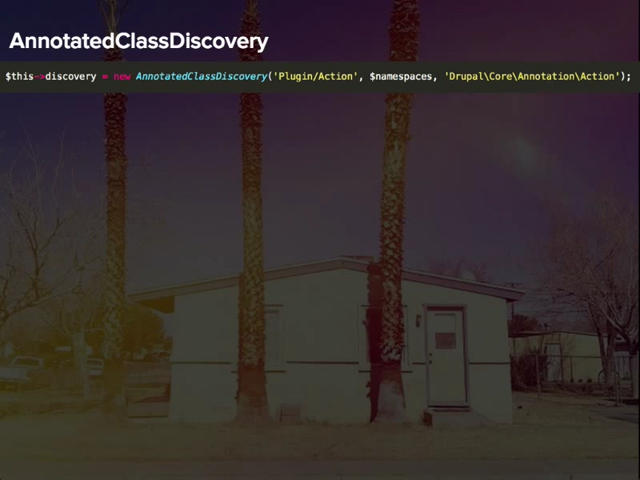 AnnotatedClassDiscovery
$this->discovery = new AnnotatedClassDiscovery('Plugin/Action', $namespaces, 'Drupal\Core\Annotation\Action');